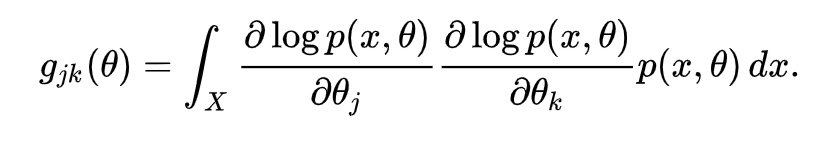 g_{jk}(\theta) = \int_X \frac{\partial \log p(x,\theta)}{\partial \theta_j} \frac{\partial \log p(x,\theta)}{\partial \theta_k} p(x,\theta) \, dx.